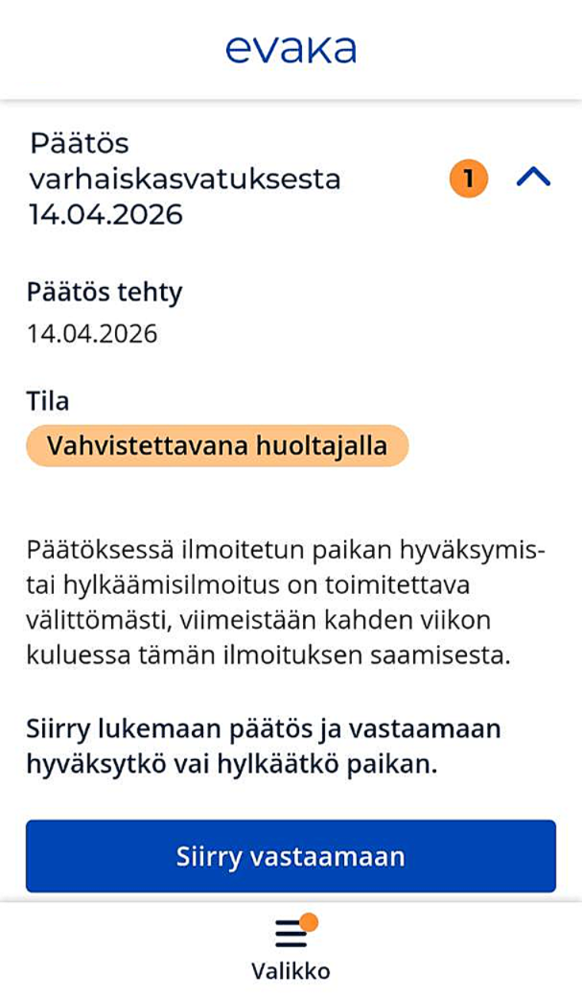 evaka
Päätös
varhaiskasvatuksesta
14.04.2026
1
Päätös tehty
14.04.2026
Tila
Vahvistettavana huoltajalla
Päätöksessä ilmoitetun paikan hyväksymis-
tai hylkäämisilmoitus on toimitettava
välittömästi, viimeistään kahden viikon
kuluessa tämän ilmoituksen saamisesta.
Siirry lukemaan päätös ja vastaamaan
hyväksytkö vai hylkäätkö paikan.
Siirry vastaamaan
Valikko